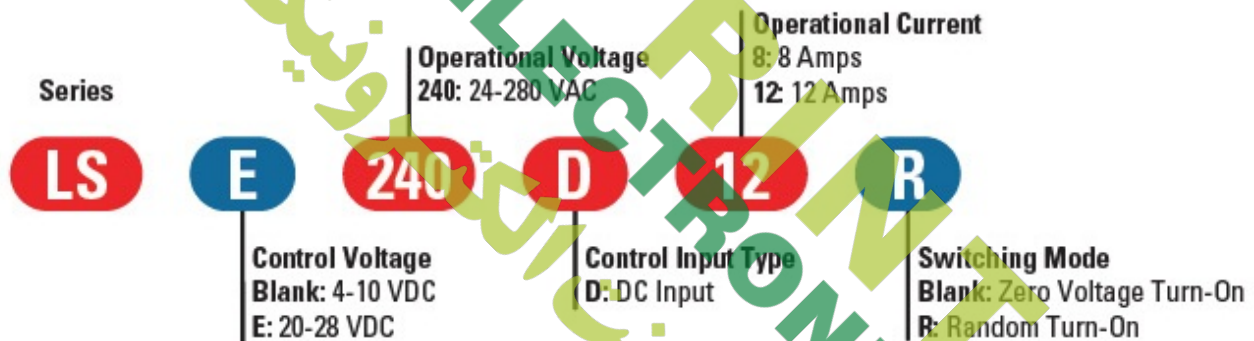 Operational Current
Operational Voltage
8: 8 Amps
Series
240: 24-280 VAC
12: 12 Amps
LS E 240 D 12 R
Control Voltage
Control Input Type
Switching Mode
Blank: 4-10 VDC
D: DC Input
Blank: Zero Voltage Turn-On
E: 20-28 VDC
R: Random Turn-On